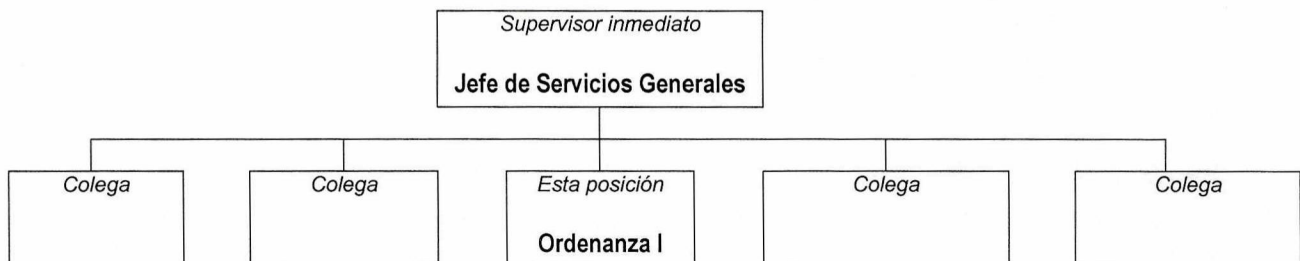 Supervisor inmediato
Jefe de Servicios Generales
Colega
Colega
Esta posición
Ordenanza I
Colega
Colega